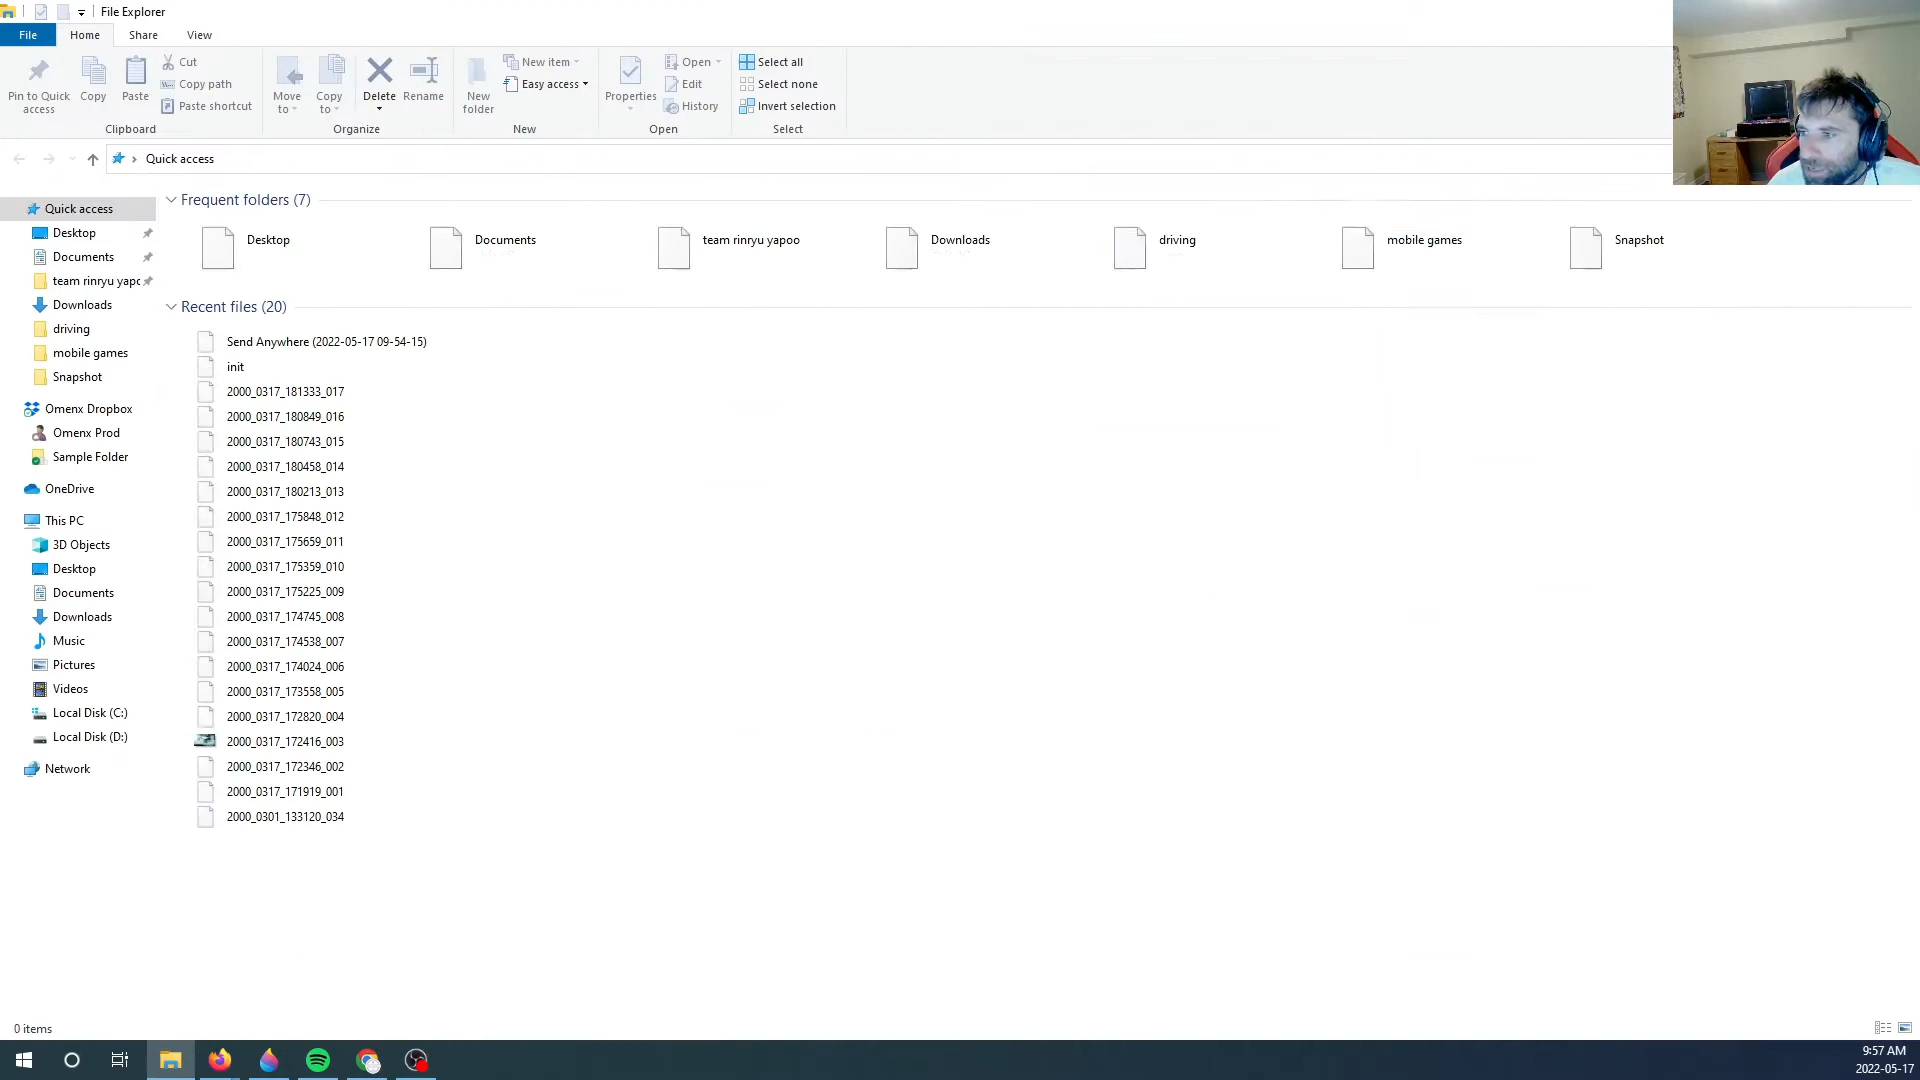 File Explorer
File Home Share View
Pin to Quick access
Copy
Paste
Cut
Copy path
Paste shortcut
Clipboard
Move to
Copy to
Delete
Rename
Organize
New folder
New item
Easy access
New
Properties
Open
Edit
History
Open
Select all
Select none
Invert selection
Select
Quick access
Quick access
Desktop
Documents
team rinryu yapo
Downloads
driving
mobile games
Snapshot
Omenx Dropbox
Omenx Prod
Sample Folder
OneDrive
This PC
3D Objects
Desktop
Documents
Downloads
Music
Pictures
Videos
Local Disk (C:)
Local Disk (D:)
Network
Frequent folders (7)
Desktop
Documents
team rinryu yapoo
Downloads
driving
mobile games
Snapshot
Recent files (20)
Send Anywhere (2022-05-17 09-54-15)
init
2000_0317_181333_017
2000_0317_180849_016
2000_0317_180743_015
2000_0317_180458_014
2000_0317_180213_013
2000_0317_175848_012
2000_0317_175659_011
2000_0317_175359_010
2000_0317_175225_009
2000_0317_174745_008
2000_0317_174538_007
2000_0317_174024_006
2000_0317_173558_005
2000_0317_172820_004
2000_0317_172416_003
2000_0317_172346_002
2000_0317_171919_001
2000_0301_133120_034
0 items
9:57 AM
2022-05-17